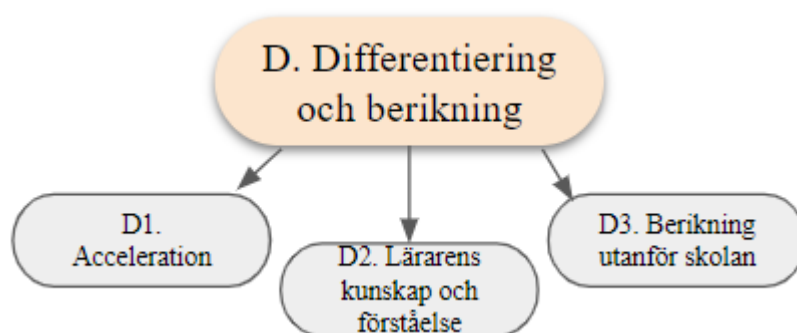 D. Differentiering
och berikning
D1.
Acceleration
D2. Lärarens
kunskap och
förståelse
D3. Berikning
utanför skolan